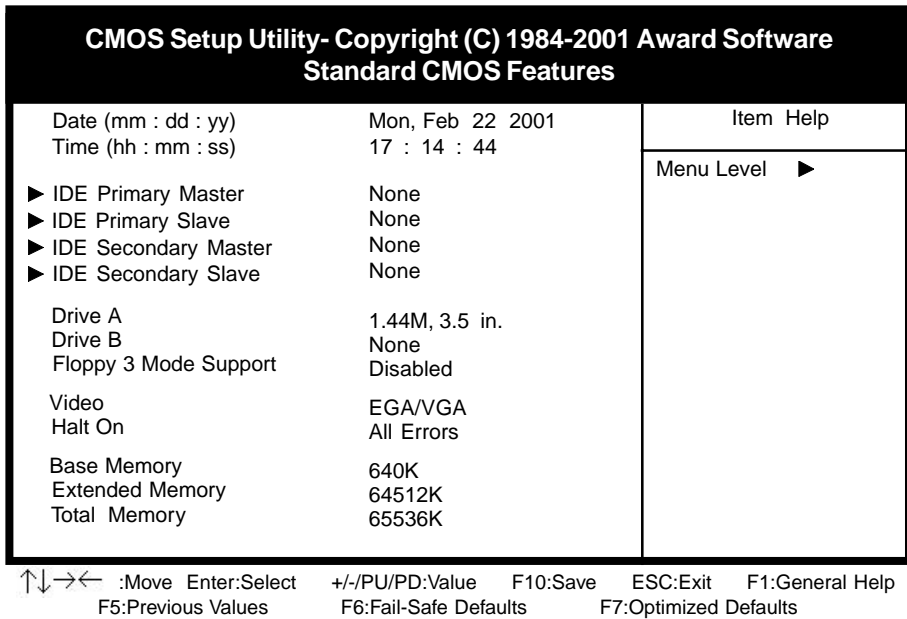 CMOS Setup Utility- Copyright (C) 1984-2001 Award Software
Standard CMOS Features
Date (mm : dd : yy) Mon, Feb 22 2001
Time (hh : mm : ss) 17 : 14 : 44
▶ IDE Primary Master None
▶ IDE Primary Slave None
▶ IDE Secondary Master None
▶ IDE Secondary Slave None
Drive A 1.44M, 3.5 in.
Drive B None
Floppy 3 Mode Support Disabled
Video EGA/VGA
Halt On All Errors
Base Memory 640K
Extended Memory 64512K
Total Memory 65536K
Item Help
Menu Level ▶
↑↓→← :Move Enter:Select +/-/PU/PD:Value F10:Save ESC:Exit F1:General Help
F5:Previous Values F6:Fail-Safe Defaults F7:Optimized Defaults